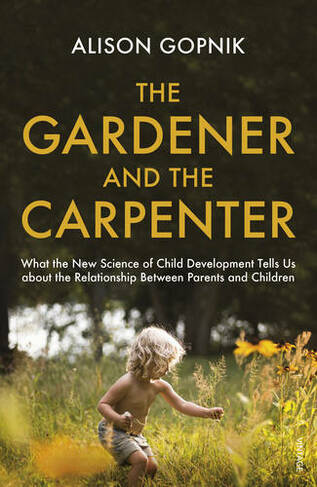 ALISON GOPNIK
THE
GARDENER
AND THE
CARPENTER
What the New Science of Child Development Tells Us
about the Relationship Between Parents and Children
VINTAGE